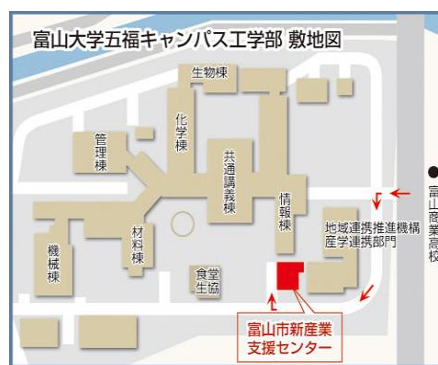 富山大学五福キャンパス工学部 敷地図
生物棟
化学棟
管理棟
共通講義棟
情報棟
●富山商業高校
地域連携推進機構
産学連携部門
材料棟
機械棟
食堂
生協
富山市新産業
支援センター